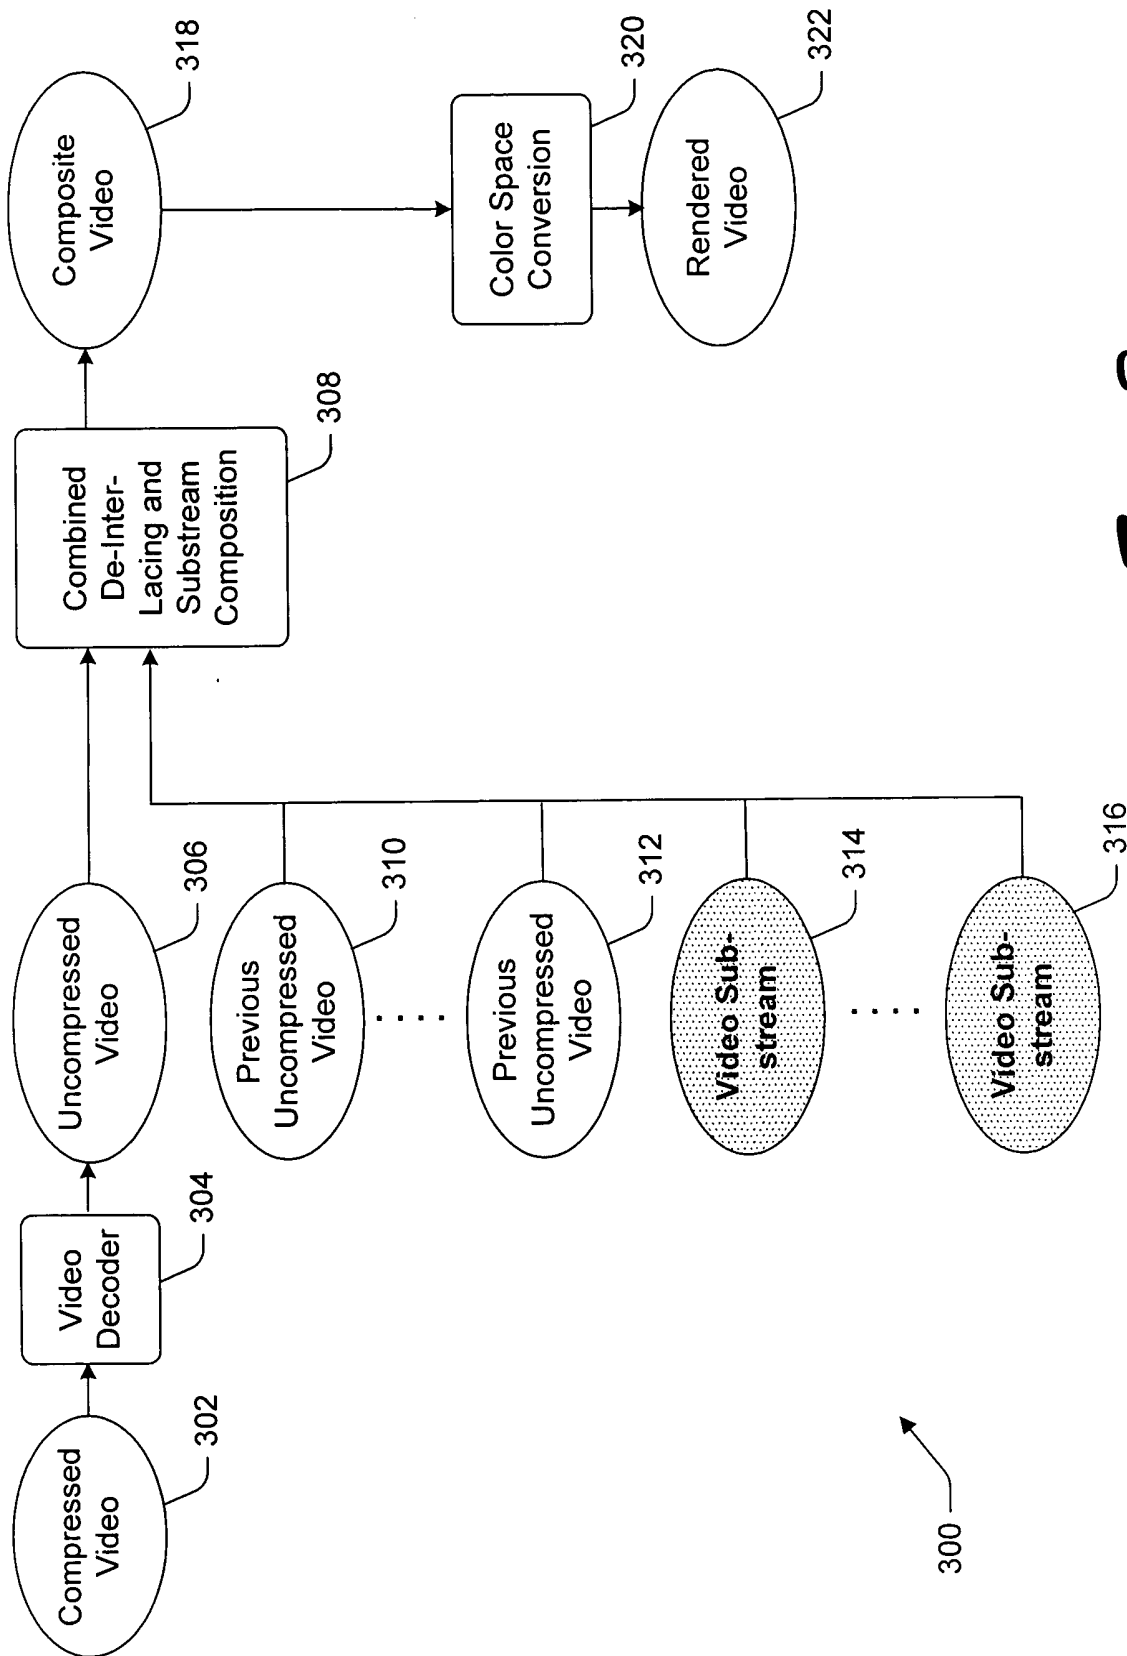 Compressed
Video
302
Video
Decoder
304
Uncompressed
Video
306
Combined
De-Inter-
Lacing and
Substream
Composition
308
Composite
Video
318
Previous
Uncompressed
Video
310
. . . .
Previous
Uncompressed
Video
312
Video Sub-
stream
314
. . . .
Video Sub-
stream
316
Color Space
Conversion
320
Rendered
Video
322
300